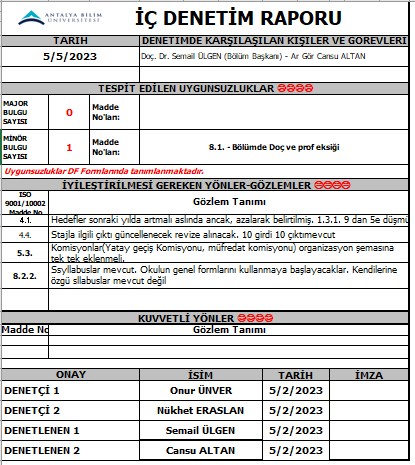 ANTALYA BİLİM
ÜNİVERSİTESİ
İÇ DENETİM RAPORU
TARİH
DENETİMDE KARŞILAŞILAN KİŞİLER VE GÖREVLERİ
5/5/2023
Doç. Dr. Semail ÜLGEN (Bölüm Başkanı) - Ar Gör Cansu ALTAN
TESPİT EDİLEN UYGUNSUZLUKLAR
MAJOR BULGU SAYISI
0
Madde No'ları:
MİNÖR BULGU SAYISI
1
Madde No'ları:
8.1. - Bölümde Doç ve prof eksiği
Uygunsuzluklar DF Formlarında tanımlanmaktadır.
İYİLEŞTİRİLMESİ GEREKEN YÖNLER-GÖZLEMLER
ISO 9001/10002 Madde No
Gözlem Tanımı
4.1.
Hedefler sonraki yılda artmalı aslında ancak, azalarak belirtilmiş. 1.3.1. 9 dan 5e düşmü
4.4.
Stajla ilgili çıktı güncellenecek revize alınacak. 10 girdi 10 çıktımevcut
5.3.
Komisyonlar(Yatay geçiş Komisyonu, müfredat komisyonu) organizasyon şemasına
tek tek eklenmeli.
8.2.2.
Ssyllabuslar mevcut. Okulun genel formlarını kullanmaya başlayacaklar. Kendilerine
özgü sllabuslar mevcut değil
KUVVETLİ YÖNLER
Madde No
Gözlem Tanımı
ONAY
İSİM
TARİH
İMZA
DENETÇİ 1
Onur ÜNVER
5/2/2023
DENETÇİ 2
Nükhet ERASLAN
5/2/2023
DENETLENEN 1
Semail ÜLGEN
5/2/2023
DENETLENEN 2
Cansu ALTAN
5/2/2023